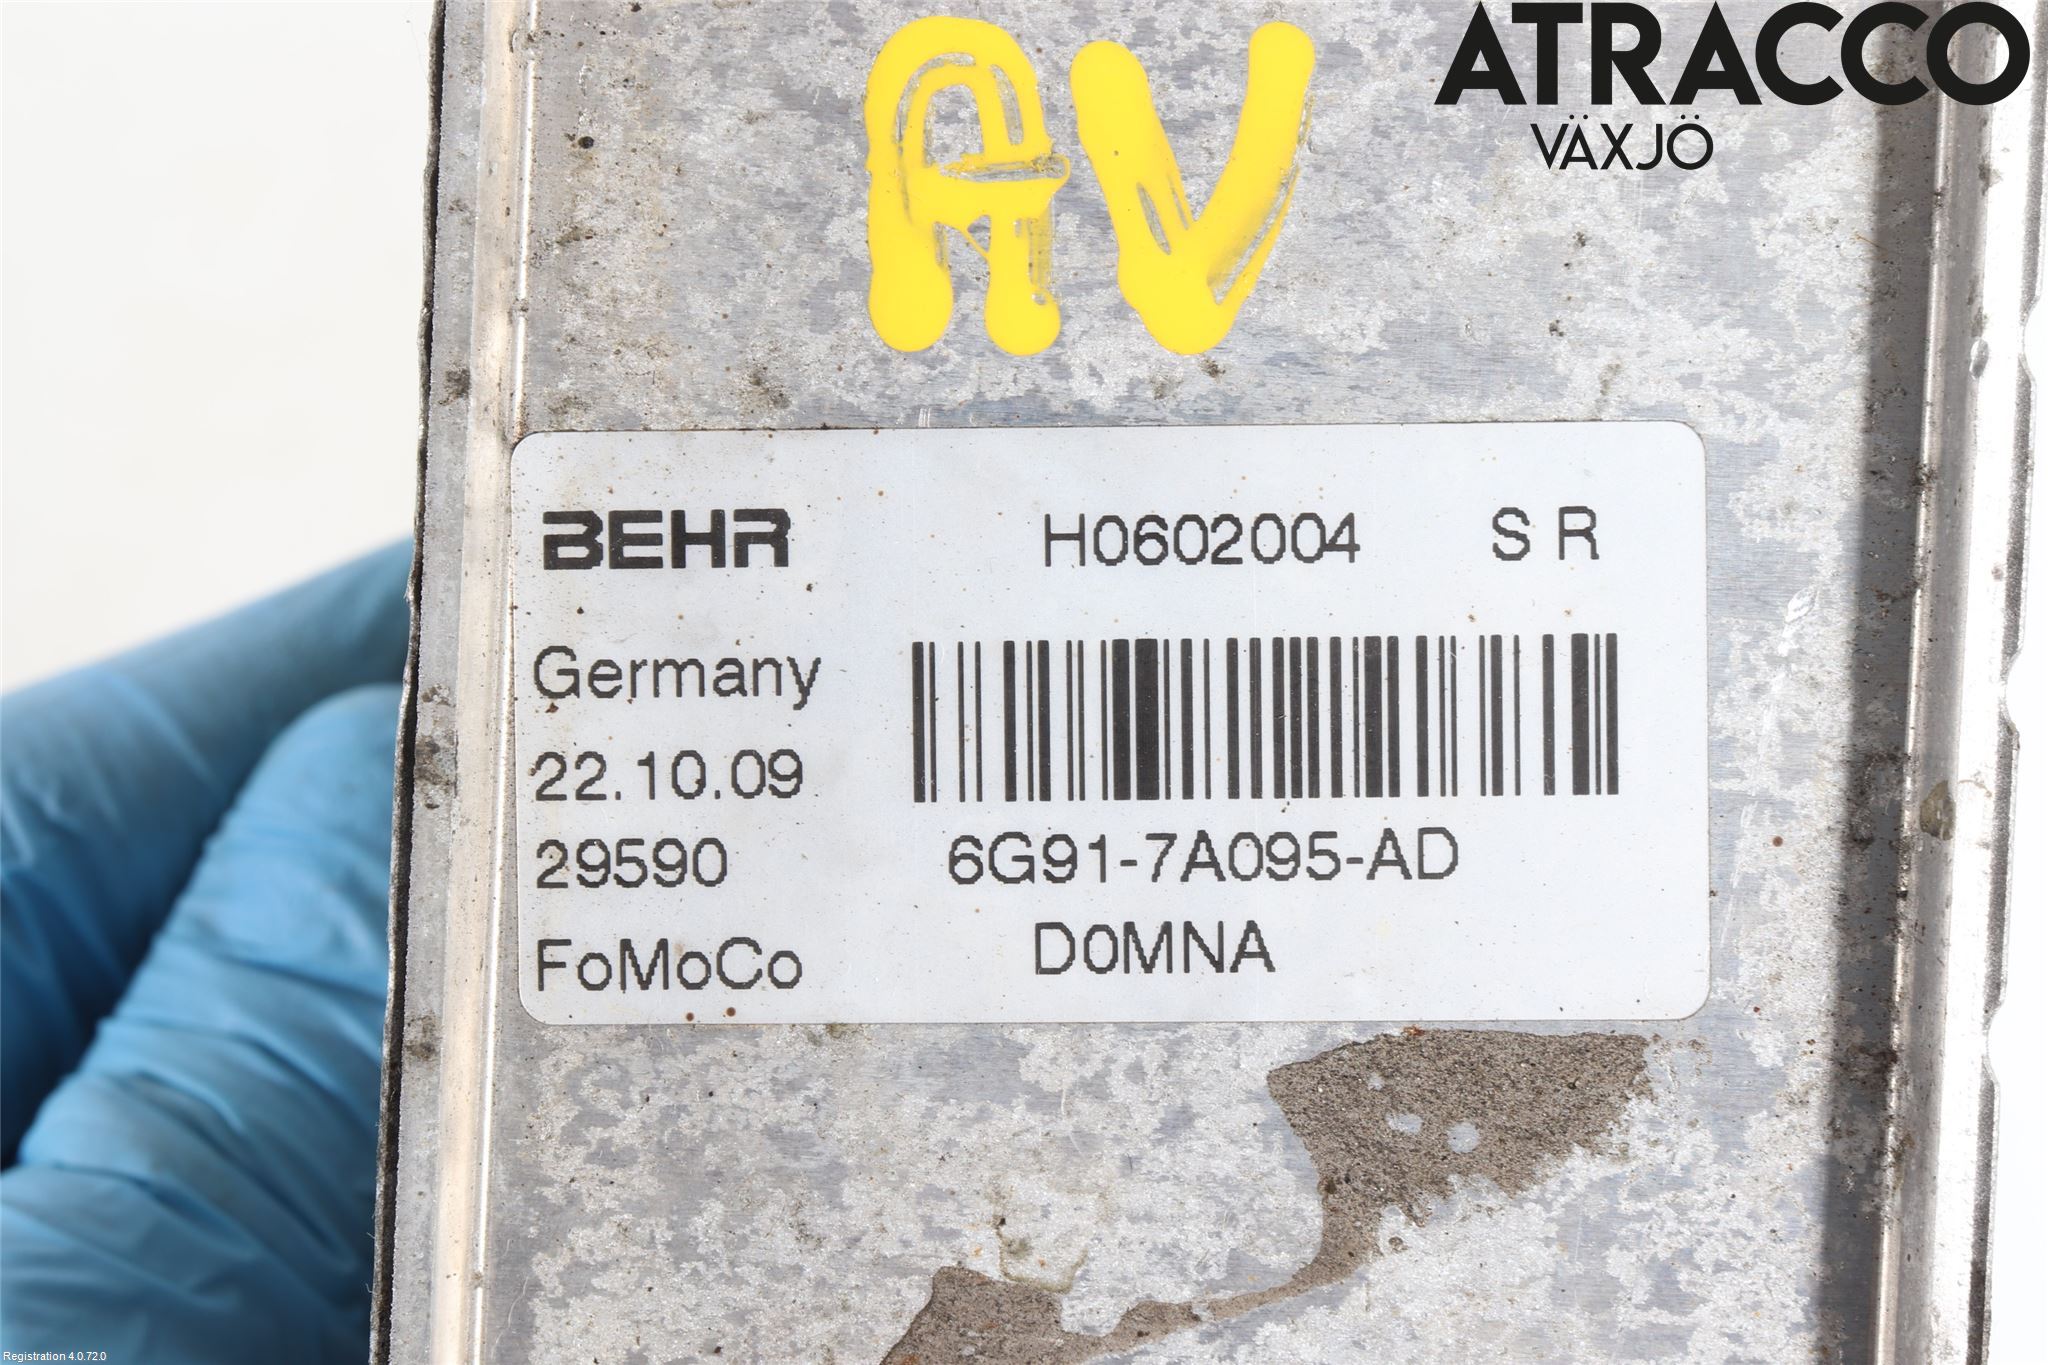 ATRACCO
VÄXJÖ
AV
BEHR H0602004 S R
Germany
22.10.09
29590 6G91-7A095-AD
FoMoCo D0MNA
Registration 4.0.72.0